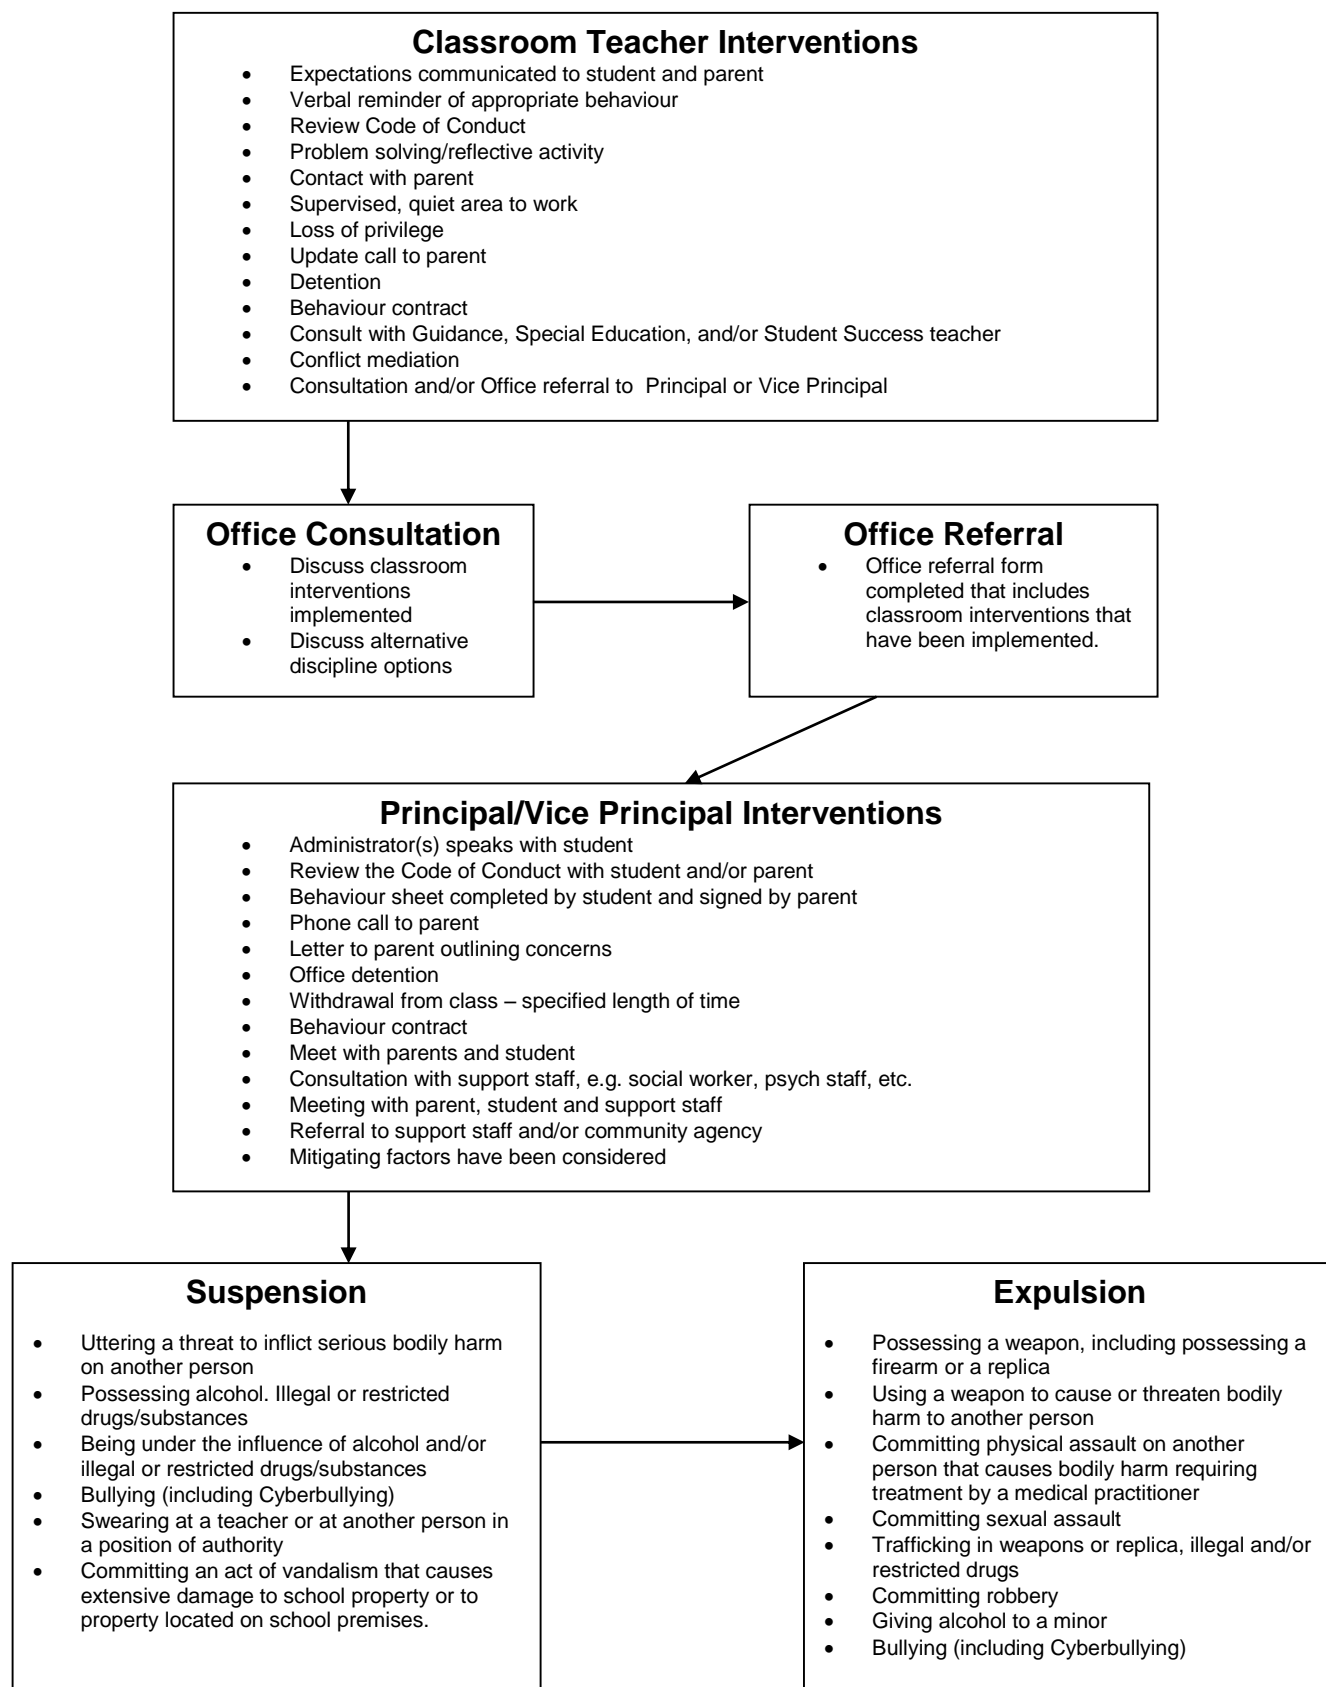 Classroom Teacher Interventions
• Expectations communicated to student and parent
• Verbal reminder of appropriate behaviour
• Review Code of Conduct
• Problem solving/reflective activity
• Contact with parent
• Supervised, quiet area to work
• Loss of privilege
• Update call to parent
• Detention
• Behaviour contract
• Consult with Guidance, Special Education, and/or Student Success teacher
• Conflict mediation
• Consultation and/or Office referral to  Principal or Vice Principal
Office Consultation
• Discuss classroom
interventions
implemented
• Discuss alternative
discipline options
Office Referral
• Office referral form
completed that includes
classroom interventions that
have been implemented.
Principal/Vice Principal Interventions
• Administrator(s) speaks with student
• Review the Code of Conduct with student and/or parent
• Behaviour sheet completed by student and signed by parent
• Phone call to parent
• Letter to parent outlining concerns
• Office detention
• Withdrawal from class – specified length of time
• Behaviour contract
• Meet with parents and student
• Consultation with support staff, e.g. social worker, psych staff, etc.
• Meeting with parent, student and support staff
• Referral to support staff and/or community agency
• Mitigating factors have been considered
Suspension
• Uttering a threat to inflict serious bodily harm
on another person
• Possessing alcohol. Illegal or restricted
drugs/substances
• Being under the influence of alcohol and/or
illegal or restricted drugs/substances
• Bullying (including Cyberbullying)
• Swearing at a teacher or at another person in
a position of authority
• Committing an act of vandalism that causes
extensive damage to school property or to
property located on school premises.
Expulsion
• Possessing a weapon, including possessing a
firearm or a replica
• Using a weapon to cause or threaten bodily
harm to another person
• Committing physical assault on another
person that causes bodily harm requiring
treatment by a medical practitioner
• Committing sexual assault
• Trafficking in weapons or replica, illegal and/or
restricted drugs
• Committing robbery
• Giving alcohol to a minor
• Bullying (including Cyberbullying)